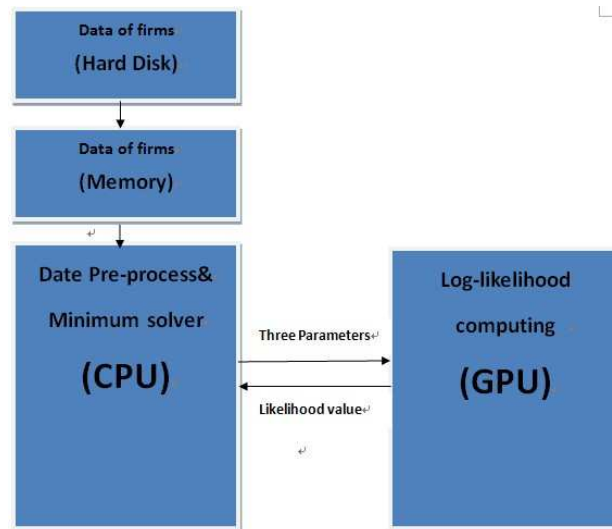 Data of firms
(Hard Disk)
Data of firms
(Memory)
Date Pre-process&
Minimum solver
(CPU)
Three Parameters
Likelihood value
Log-likelihood
computing
(GPU)